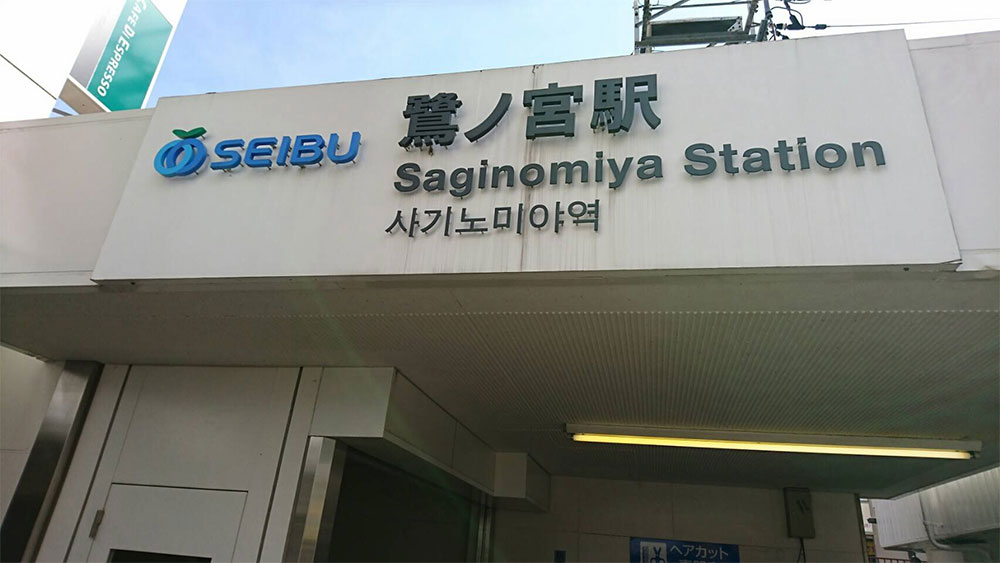 CAFE DI ESPRESSO
SEIBU
鷺ノ宮駅
Saginomiya Station
사기노미야역
ヘアカット